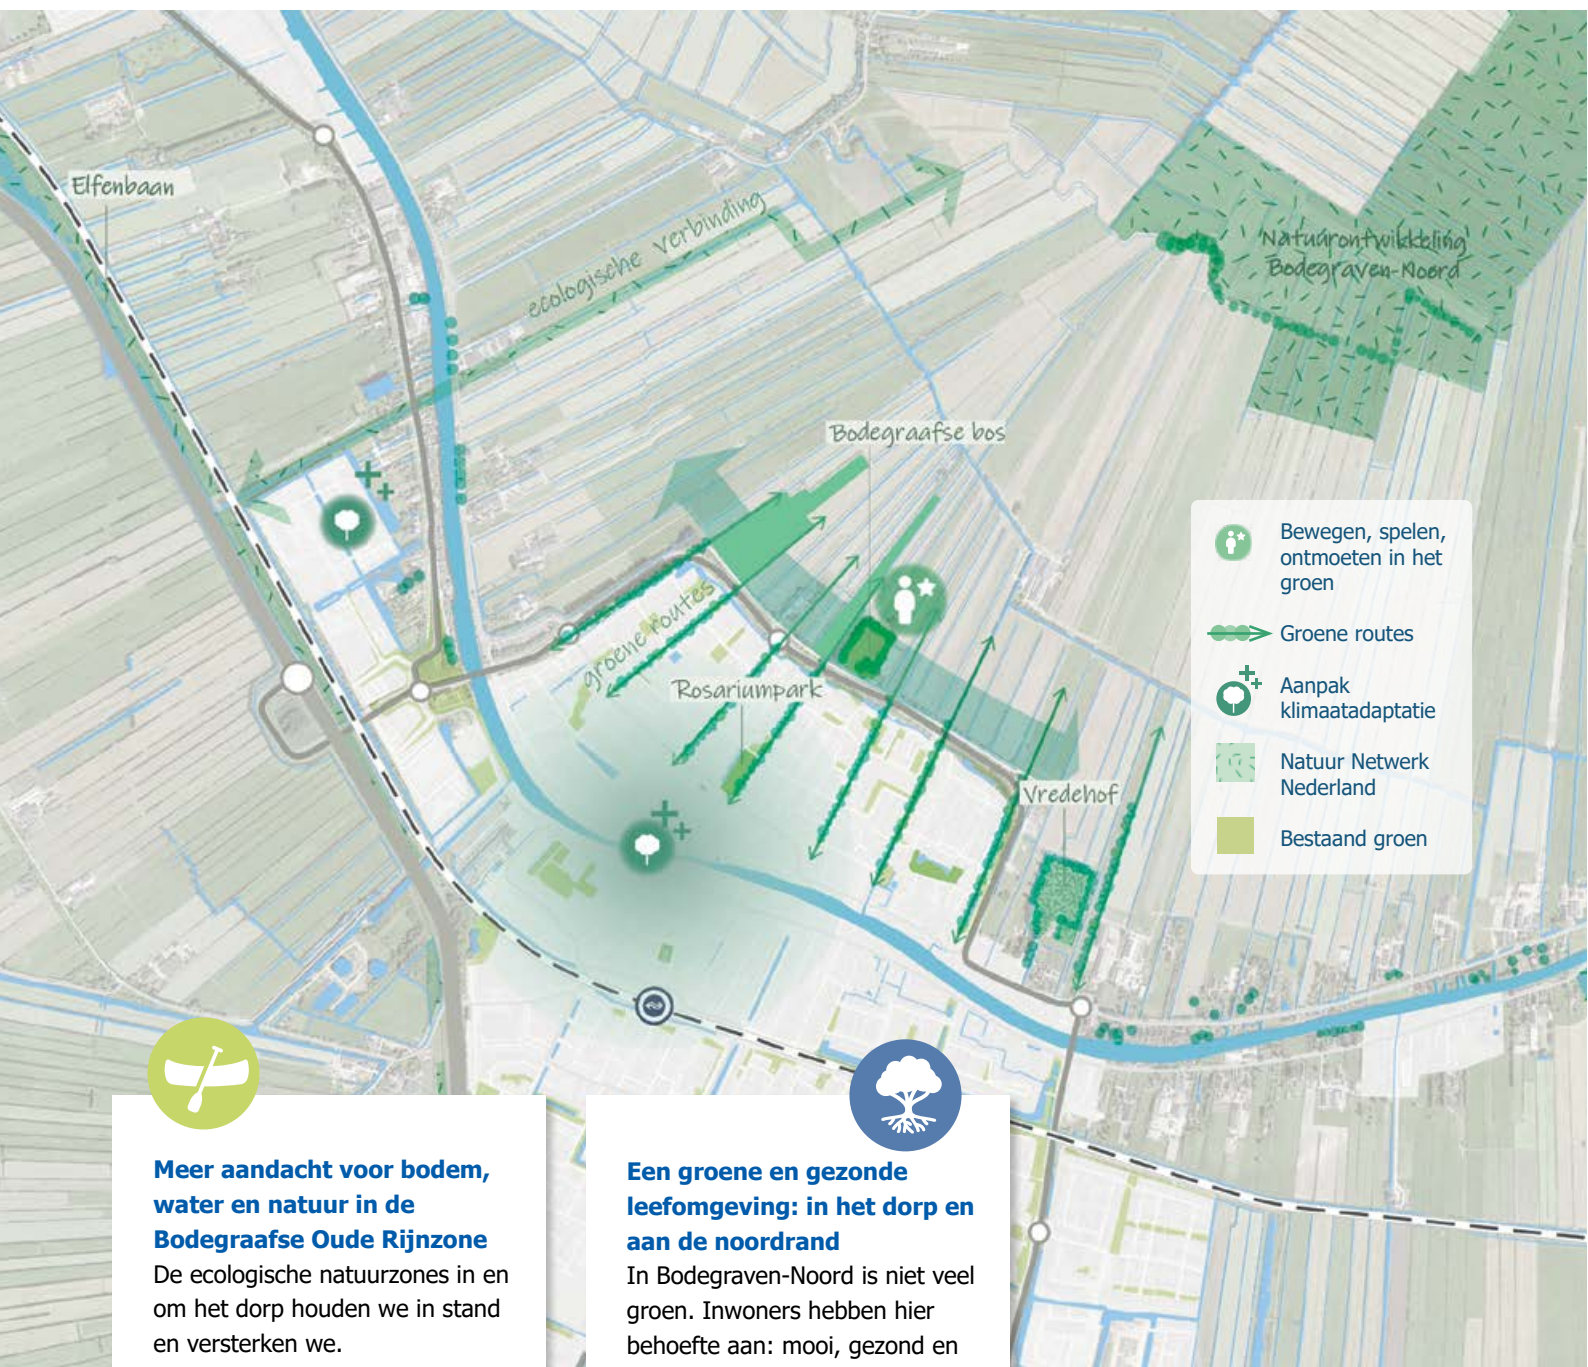 Elfenbaan
ecologische verbinding
Natuurontwikkeling
Bodegraven-Noord
Bodegraafse bos
groene routes
Rosariumpark
Vredehof
Bewegen, spelen,
ontmoeten in het
groen
Groene routes
Aanpak
klimaatadaptatie
Natuur Netwerk
Nederland
Bestaand groen
Meer aandacht voor bodem,
water en natuur in de
Bodegraafse Oude Rijnzone
De ecologische natuurzones in en
om het dorp houden we in stand
en versterken we.
Een groene en gezonde
leefomgeving: in het dorp en
aan de noordrand
In Bodegraven-Noord is niet veel
groen. Inwoners hebben hier
behoefte aan: mooi, gezond en